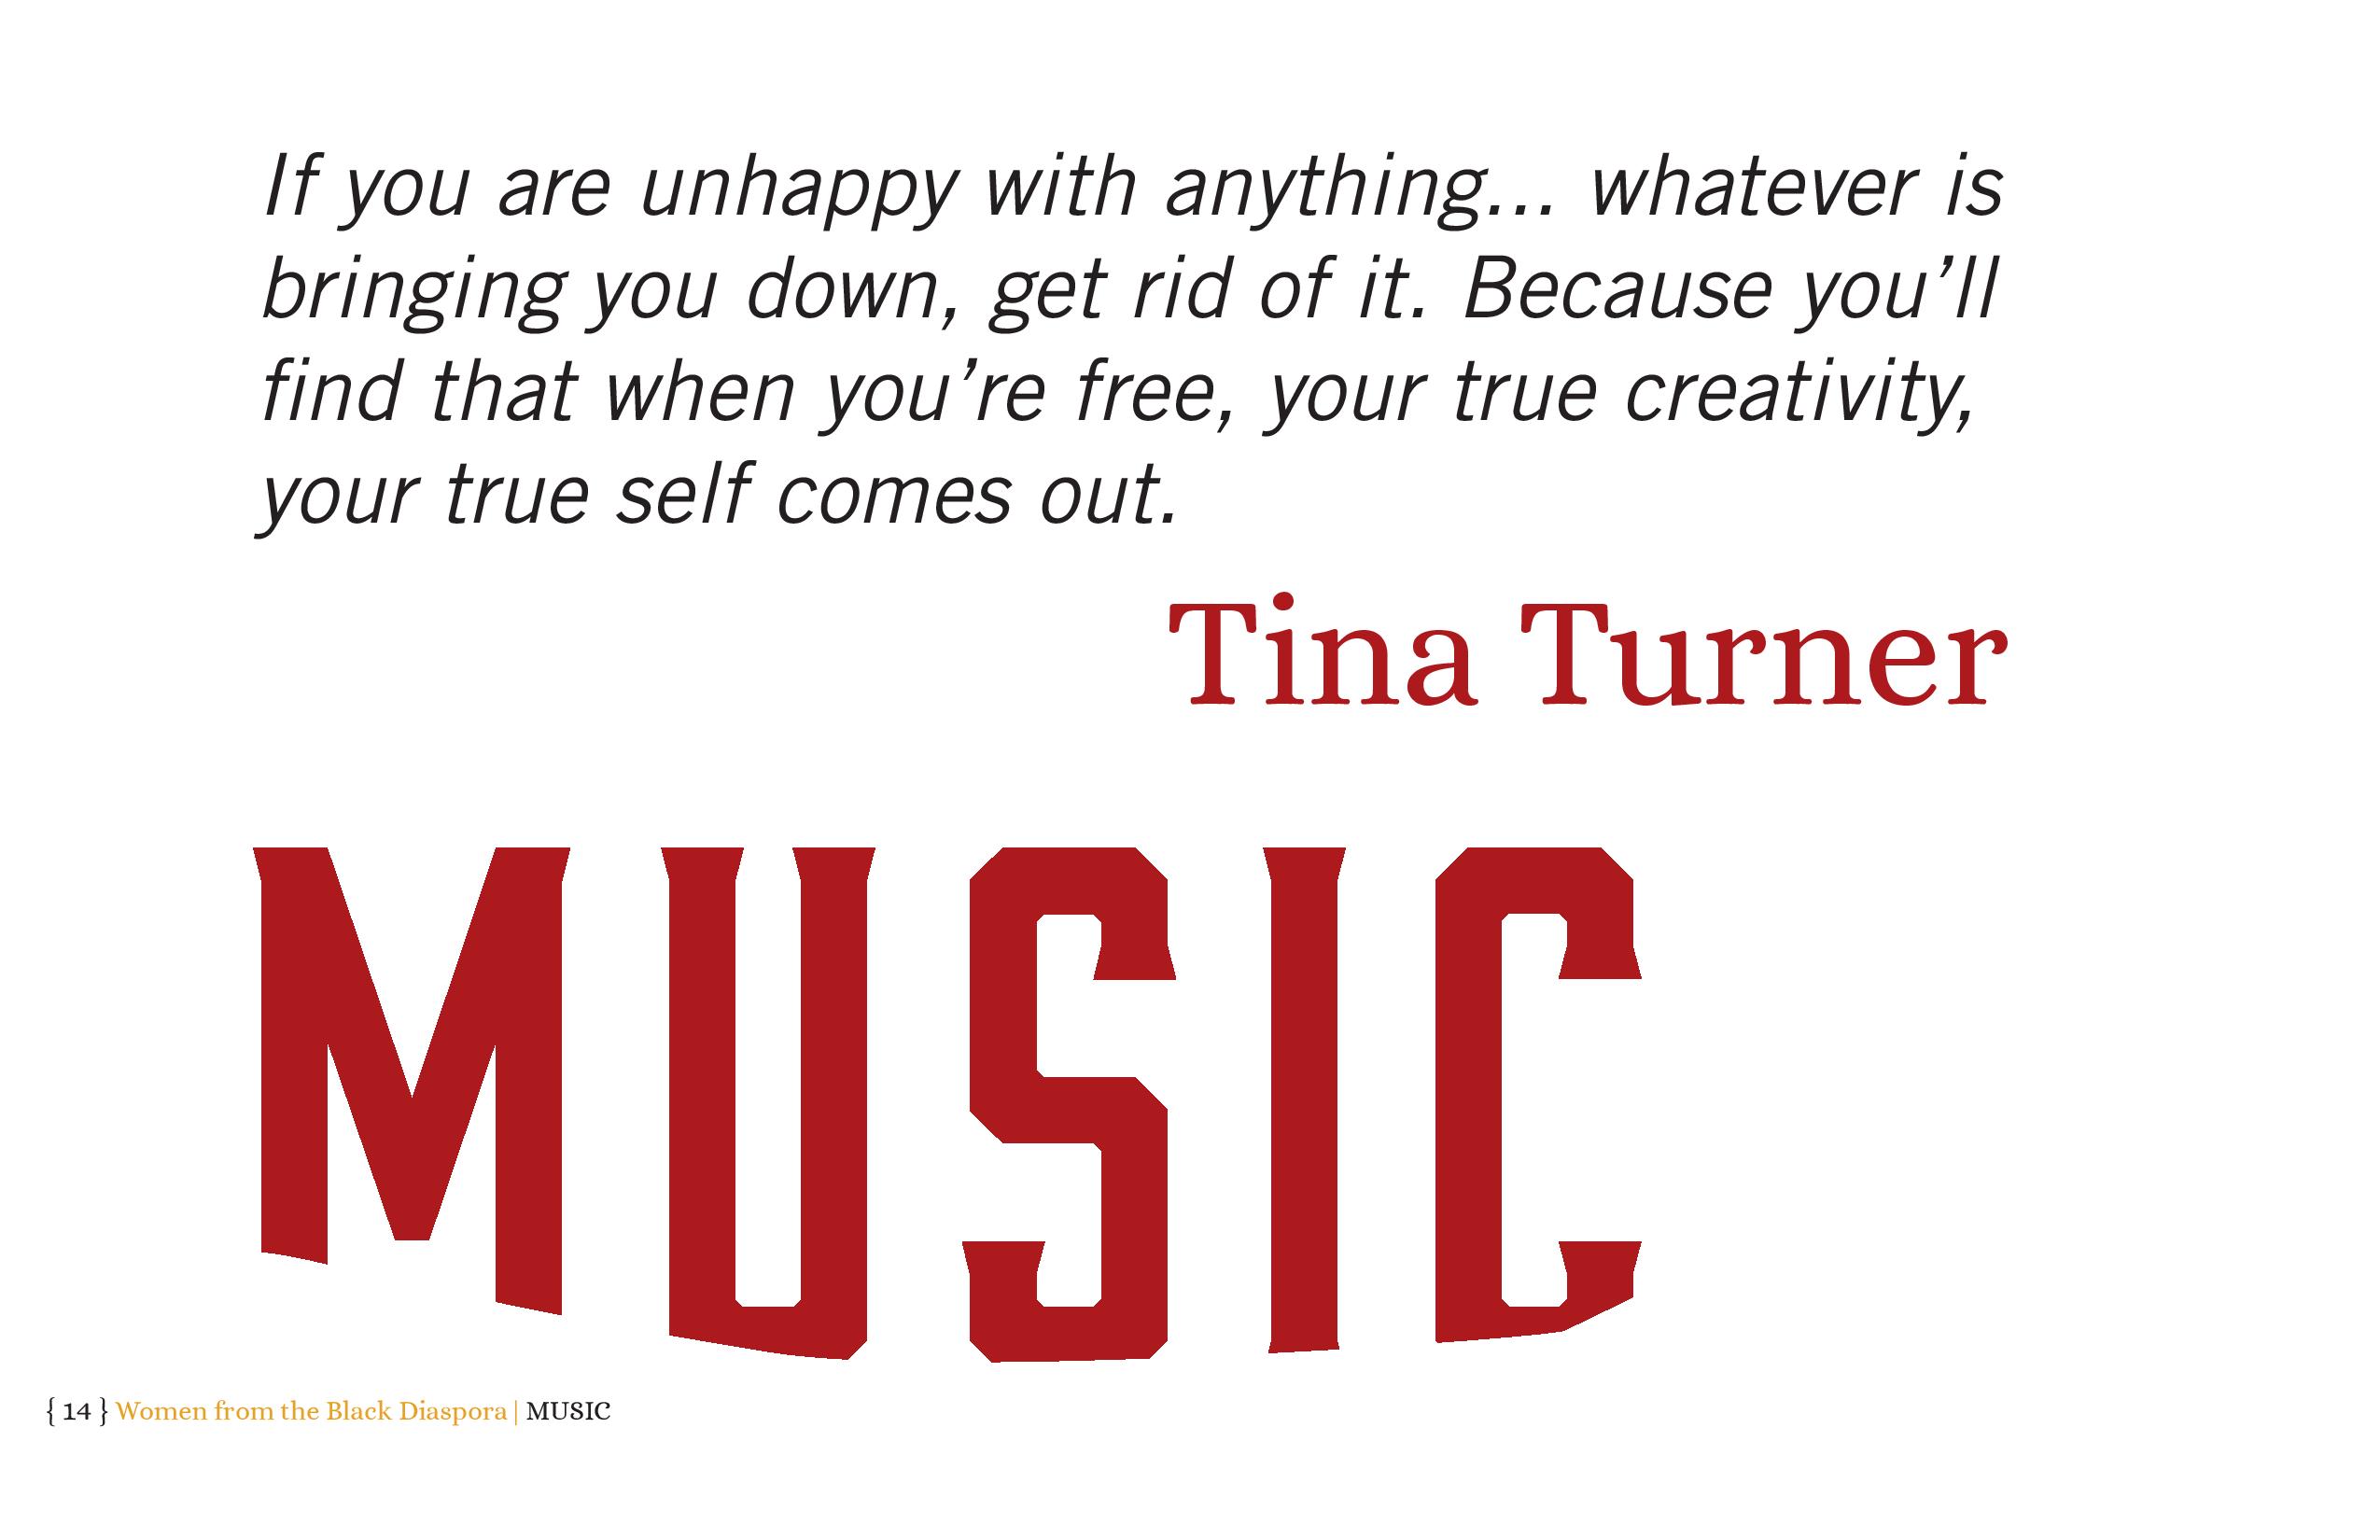 If you are unhappy with anything... whatever is
bringing you down, get rid of it. Because you’ll
find that when you’re free, your true creativity,
your true self comes out.
Tina Turner
MUSIC
{ 14 } Women from the Black Diaspora | MUSIC